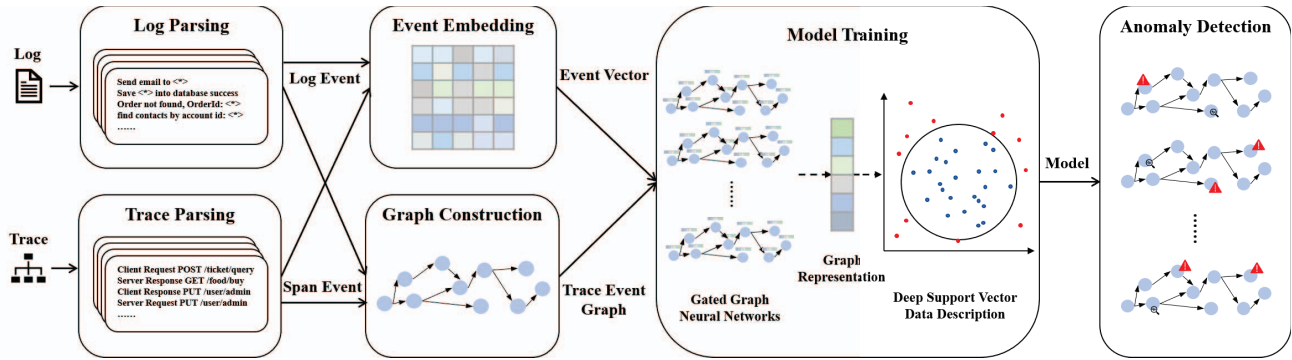 Log
Log Parsing
Send email to <*>
Save <*> into database success
Order not found, OrderId: <*>
find contacts by account id: <*>
......
Trace
Trace Parsing
Client Request POST /ticket/query
Server Response GET /food/buy
Client Response PUT /user/admin
Server Request PUT /user/admin
......
Log Event
Span Event
Event Embedding
Graph Construction
Event Vector
Trace Event
Graph
Model Training
Gated Graph
Neural Networks
Graph
Representation
Deep Support Vector
Data Description
Model
Anomaly Detection